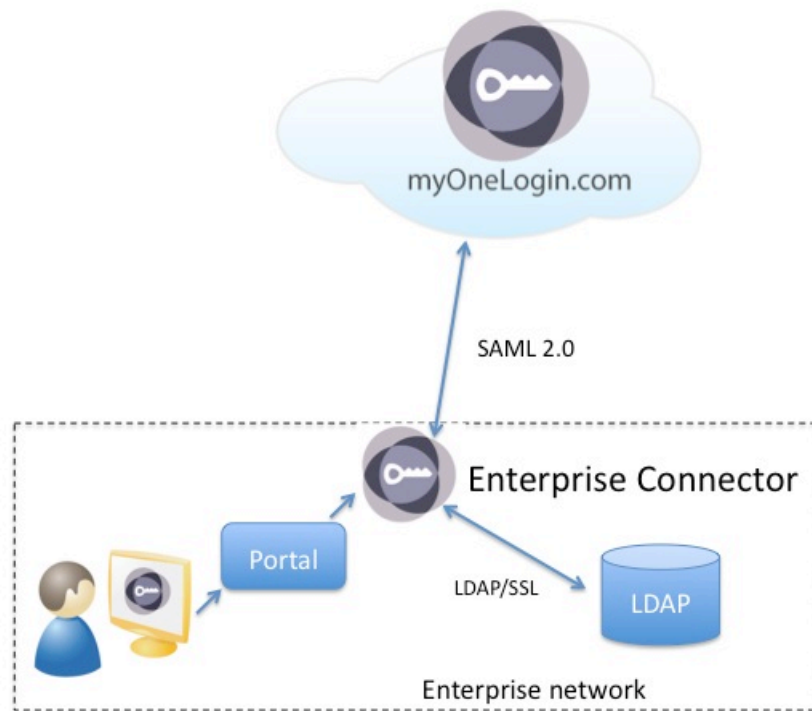 myOneLogin.com
SAML 2.0
Enterprise Connector
Portal
LDAP/SSL
LDAP
Enterprise network